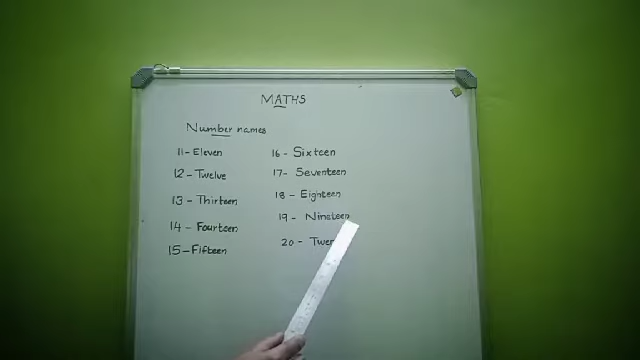 MATHS
Number names
11 - Eleven
12 - Twelve
13 - Thirteen
14 - Fourteen
15 - Fifteen
16 - Sixteen
17 - Seventeen
18 - Eighteen
19 - Nineteen
20 -